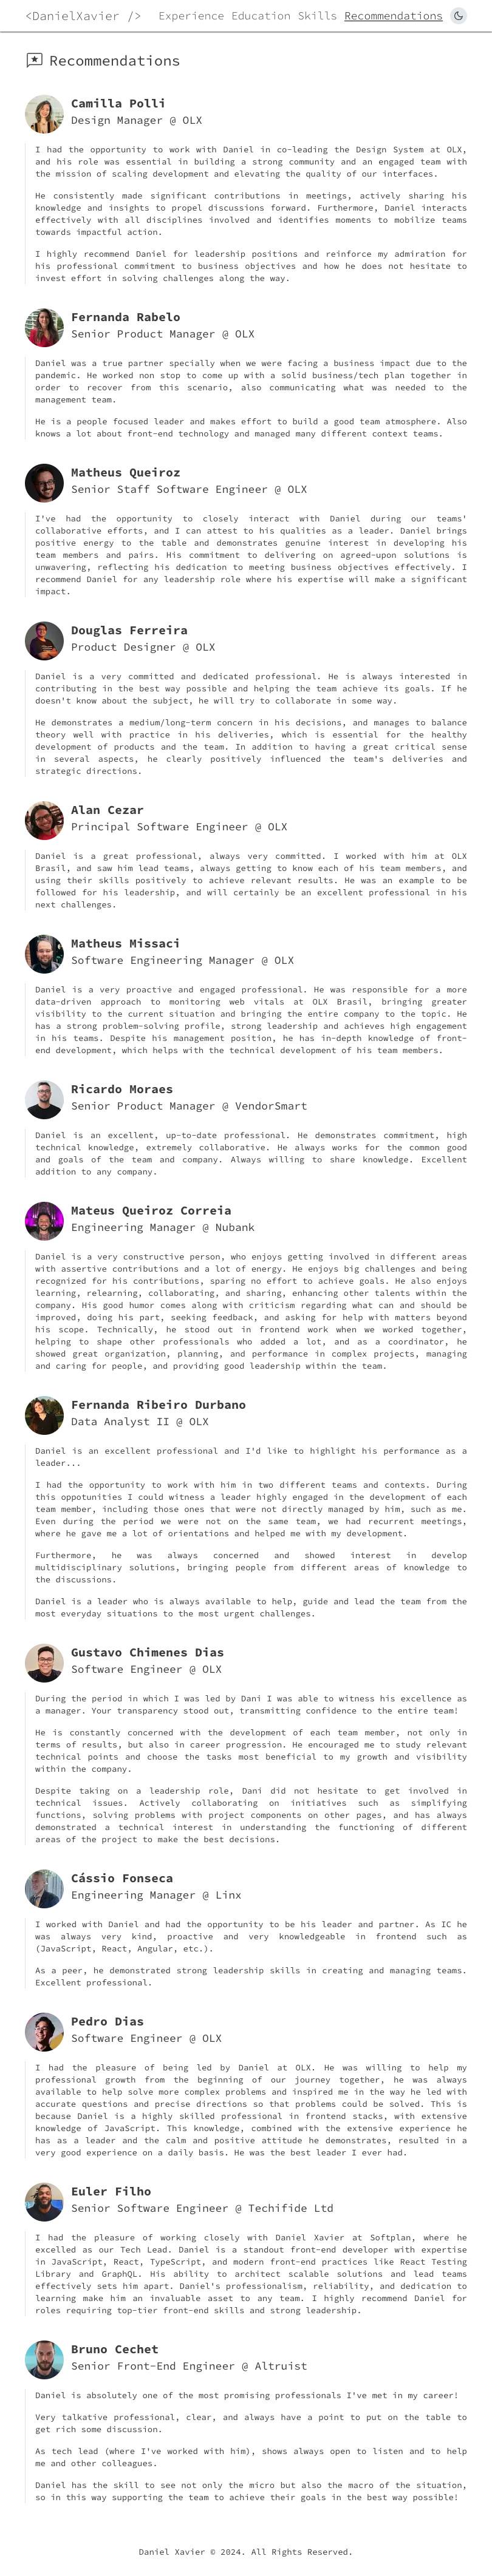 <DanielXavier />
Experience Education Skills Recommendations
Recommendations
Camilla Polli
Design Manager @ OLX
I had the opportunity to work with Daniel in co-leading the Design System at OLX,
and his role was essential in building a strong community and an engaged team with
the mission of scaling development and elevating the quality of our interfaces.
He consistently made significant contributions in meetings, actively sharing his
knowledge and insights to propel discussions forward. Furthermore, Daniel interacts
effectively with all disciplines involved and identifies moments to mobilize teams
towards impactful action.
I highly recommend Daniel for leadership positions and reinforce my admiration for
his professional commitment to business objectives and how he does not hesitate to
invest effort in solving challenges along the way.
Fernanda Rabelo
Senior Product Manager @ OLX
Daniel was a true partner specially when we were facing a business impact due to the
pandemic. He worked non stop to come up with a solid business/tech plan together in
order to recover from this scenario, also communicating what was needed to the
management team.
He is a people focused leader and makes effort to build a good team atmosphere. Also
knows a lot about front-end technology and managed many different context teams.
Matheus Queiroz
Senior Staff Software Engineer @ OLX
I've had the opportunity to closely interact with Daniel during our teams'
collaborative efforts, and I can attest to his qualities as a leader. Daniel brings
positive energy to the table and demonstrates genuine interest in developing his
team members and pairs. His commitment to delivering on agreed-upon solutions is
unwavering, reflecting his dedication to meeting business objectives effectively. I
recommend Daniel for any leadership role where his expertise will make a significant
impact.
Douglas Ferreira
Product Designer @ OLX
Daniel is a very committed and dedicated professional. He is always interested in
contributing in the best way possible and helping the team achieve its goals. If he
doesn't know about the subject, he will try to collaborate in some way.
He demonstrates a medium/long-term concern in his decisions, and manages to balance
theory well with practice in his deliveries, which is essential for the healthy
development of products and the team. In addition to having a great critical sense
in several aspects, he clearly positively influenced the team's deliveries and
strategic directions.
Alan Cezar
Principal Software Engineer @ OLX
Daniel is a great professional, always very committed. I worked with him at OLX
Brasil, and saw him lead teams, always getting to know each of his team members, and
using their skills positively to achieve relevant results. He was an example to be
followed for his leadership, and will certainly be an excellent professional in his
next challenges.
Matheus Missaci
Software Engineering Manager @ OLX
Daniel is a very proactive and engaged professional. He was responsible for a more
data-driven approach to monitoring web vitals at OLX Brasil, bringing greater
visibility to the current situation and bringing the entire company to the topic. He
has a strong problem-solving profile, strong leadership and achieves high engagement
in his teams. Despite his management position, he has in-depth knowledge of front-
end development, which helps with the technical development of his team members.
Ricardo Moraes
Senior Product Manager @ VendorSmart
Daniel is an excellent, up-to-date professional. He demonstrates commitment, high
technical knowledge, extremely collaborative. He always works for the common good
and goals of the team and company. Always willing to share knowledge. Excellent
addition to any company.
Mateus Queiroz Correia
Engineering Manager @ Nubank
Daniel is a very constructive person, who enjoys getting involved in different areas
with assertive contributions and a lot of energy. He enjoys big challenges and being
recognized for his contributions, sparing no effort to achieve goals. He also enjoys
learning, relearning, collaborating, and sharing, enhancing other talents within the
company. His good humor comes along with criticism regarding what can and should be
improved, doing his part, seeking feedback, and asking for help with matters beyond
his scope. Technically, he stood out in frontend work when we worked together,
helping to shape other professionals who added a lot, and as a coordinator, he
showed great organization, planning, and performance in complex projects, managing
and caring for people, and providing good leadership within the team.
Fernanda Ribeiro Durbano
Data Analyst II @ OLX
Daniel is an excellent professional and I'd like to highlight his performance as a
leader...
I had the opportunity to work with him in two different teams and contexts. During
this oppotunities I could witness a leader highly engaged in the development of each
team member, including those ones that were not directly managed by him, such as me.
Even during the period we were not on the same team, we had recurrent meetings,
where he gave me a lot of orientations and helped me with my development.
Furthermore, he was always concerned and showed interest in develop
multidisciplinary solutions, bringing people from different areas of knowledge to
the discussions.
Daniel is a leader who is always available to help, guide and lead the team from the
most everyday situations to the most urgent challenges.
Gustavo Chimenes Dias
Software Engineer @ OLX
During the period in which I was led by Dani I was able to witness his excellence as
a manager. Your transparency stood out, transmitting confidence to the entire team!
He is constantly concerned with the development of each team member, not only in
terms of results, but also in career progression. He encouraged me to study relevant
technical points and choose the tasks most beneficial to my growth and visibility
within the company.
Despite taking on a leadership role, Dani did not hesitate to get involved in
technical issues. Actively collaborating on initiatives such as simplifying
functions, solving problems with project components on other pages, and has always
demonstrated a technical interest in understanding the functioning of different
areas of the project to make the best decisions.
Cássio Fonseca
Engineering Manager @ Linx
I worked with Daniel and had the opportunity to be his leader and partner. As IC he
was always very kind, proactive and very knowledgeable in frontend such as
(JavaScript, React, Angular, etc.).
As a peer, he demonstrated strong leadership skills in creating and managing teams.
Excellent professional.
Pedro Dias
Software Engineer @ OLX
I had the pleasure of being led by Daniel at OLX. He was willing to help my
professional growth from the beginning of our journey together, he was always
available to help solve more complex problems and inspired me in the way he led with
accurate questions and precise directions so that problems could be solved. This is
because Daniel is a highly skilled professional in frontend stacks, with extensive
knowledge of JavaScript. This knowledge, combined with the extensive experience he
has as a leader and the calm and positive attitude he demonstrates, resulted in a
very good experience on a daily basis. He was the best leader I ever had.
Euler Filho
Senior Software Engineer @ Techifide Ltd
I had the pleasure of working closely with Daniel Xavier at Softplan, where he
excelled as our Tech Lead. Daniel is a standout front-end developer with expertise
in JavaScript, React, TypeScript, and modern front-end practices like React Testing
Library and GraphQL. His ability to architect scalable solutions and lead teams
effectively sets him apart. Daniel's professionalism, reliability, and dedication to
learning make him an invaluable asset to any team. I highly recommend Daniel for
roles requiring top-tier front-end skills and strong leadership.
Bruno Cechet
Senior Front-End Engineer @ Altruist
Daniel is absolutely one of the most promising professionals I've met in my career!
Very talkative professional, clear, and always have a point to put on the table to
get rich some discussion.
As tech lead (where I've worked with him), shows always open to listen and to help
me and other colleagues.
Daniel has the skill to see not only the micro but also the macro of the situation,
so in this way supporting the team to achieve their goals in the best way possible!
Daniel Xavier © 2024. All Rights Reserved.